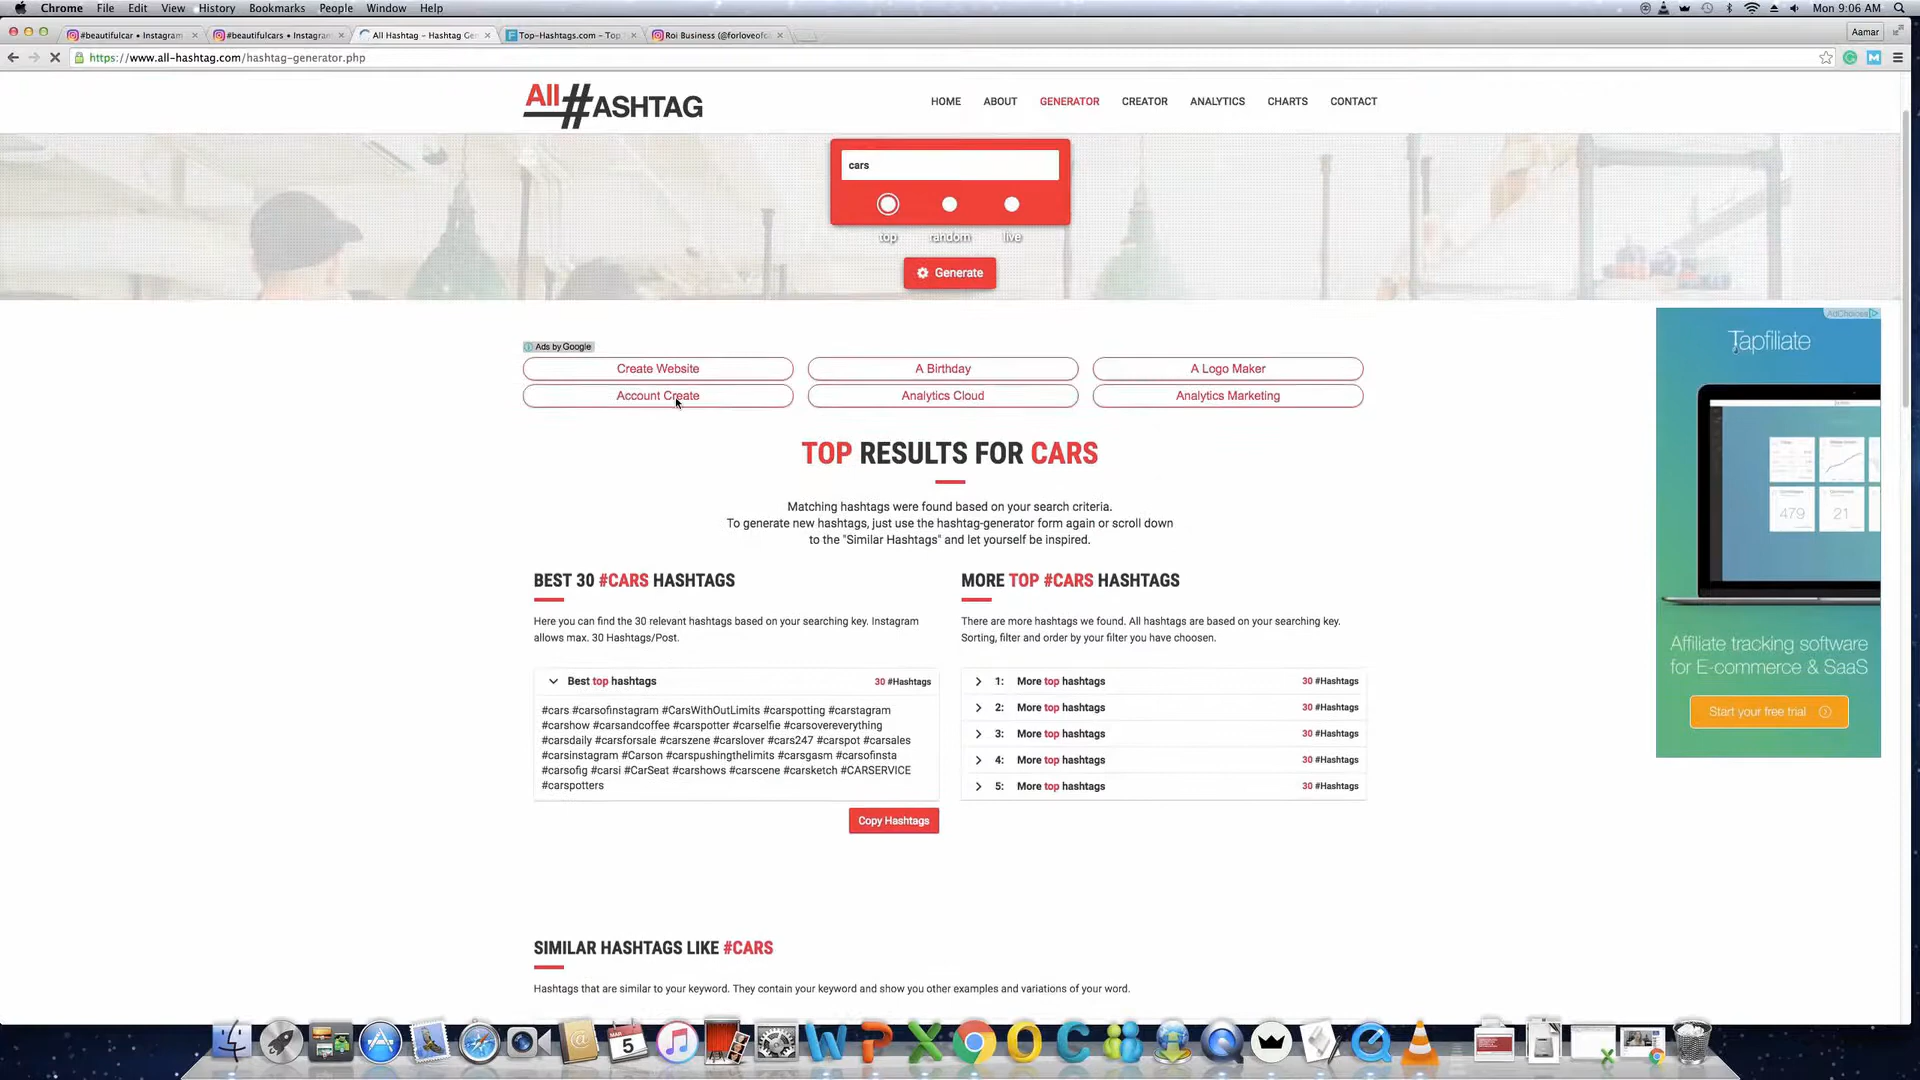 Chrome File Edit View History Bookmarks People Window Help Mon 9:06 AM
#beautifulcar • Instagram #beautifulcars • Instagram All Hashtag – Hashtag Gen Top-Hashtags.com – Top Roi Business (@forloveofc Aamar
https://www.all-hashtag.com/hashtag-generator.php
All #ASHTAG HOME ABOUT GENERATOR CREATOR ANALYTICS CHARTS CONTACT
cars
top random live
Generate
AdChoices
Tapfiliate
Ads by Google
Create Website A Birthday A Logo Maker
Account Create Analytics Cloud Analytics Marketing
TOP RESULTS FOR CARS
Matching hashtags were found based on your search criteria.
To generate new hashtags, just use the hashtag-generator form again or scroll down
to the "Similar Hashtags" and let yourself be inspired.
479 21
BEST 30 #CARS HASHTAGS
Here you can find the 30 relevant hashtags based on your searching key. Instagram
allows max. 30 Hashtags/Post.
Best top hashtags 30 #Hashtags
#cars #carsofinstagram #CarsWithOutLimits #carspotting #carstagram
#carshow #carsandcoffee #carspotter #carselfie #carsovereverything
#carsdaily #carsforsale #carszene #carslover #cars247 #carspot #carsales
#carsinstagram #Carson #carspushingthelimits #carsgasm #carsofinsta
#carsofig #carsi #CarSeat #carshows #carscene #carsketch #CARSERVICE
#carspotters
Copy Hashtags
MORE TOP #CARS HASHTAGS
There are more hashtags we found. All hashtags are based on your searching key.
Sorting, filter and order by your filter you have choosen.
1: More top hashtags 30 #Hashtags
2: More top hashtags 30 #Hashtags
3: More top hashtags 30 #Hashtags
4: More top hashtags 30 #Hashtags
5: More top hashtags 30 #Hashtags
Affiliate tracking software
for E-commerce & SaaS
Start your free trial
SIMILAR HASHTAGS LIKE #CARS
Hashtags that are similar to your keyword. They contain your keyword and show you other examples and variations of your word.
MAR
5